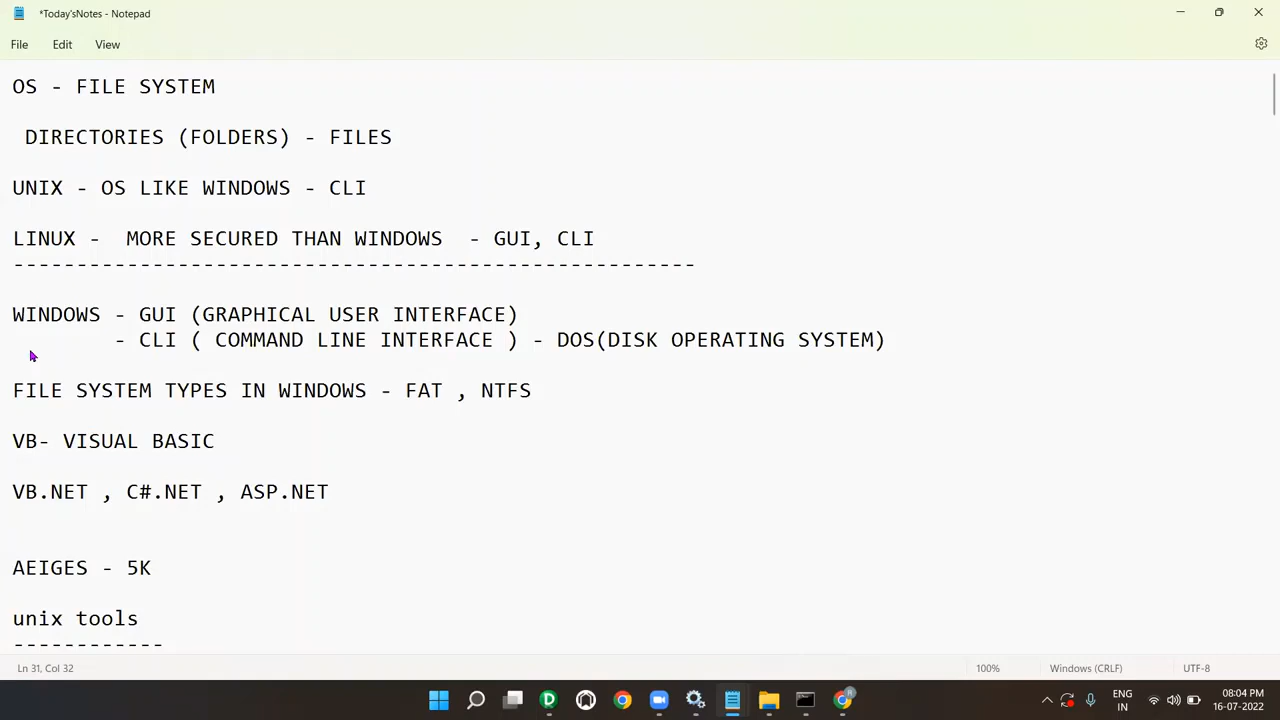 *Today'sNotes - Notepad
File Edit View
OS - FILE SYSTEM
DIRECTORIES (FOLDERS) - FILES
UNIX - OS LIKE WINDOWS - CLI
LINUX -  MORE SECURED THAN WINDOWS  - GUI, CLI
------------------------------------------------------
WINDOWS - GUI (GRAPHICAL USER INTERFACE)
- CLI ( COMMAND LINE INTERFACE ) - DOS(DISK OPERATING SYSTEM)
FILE SYSTEM TYPES IN WINDOWS - FAT , NTFS
VB- VISUAL BASIC
VB.NET , C#.NET , ASP.NET
AEIGES - 5K
unix tools
------------
Ln 31, Col 32 100% Windows (CRLF) UTF-8
ENG 08:04 PM
IN 16-07-2022